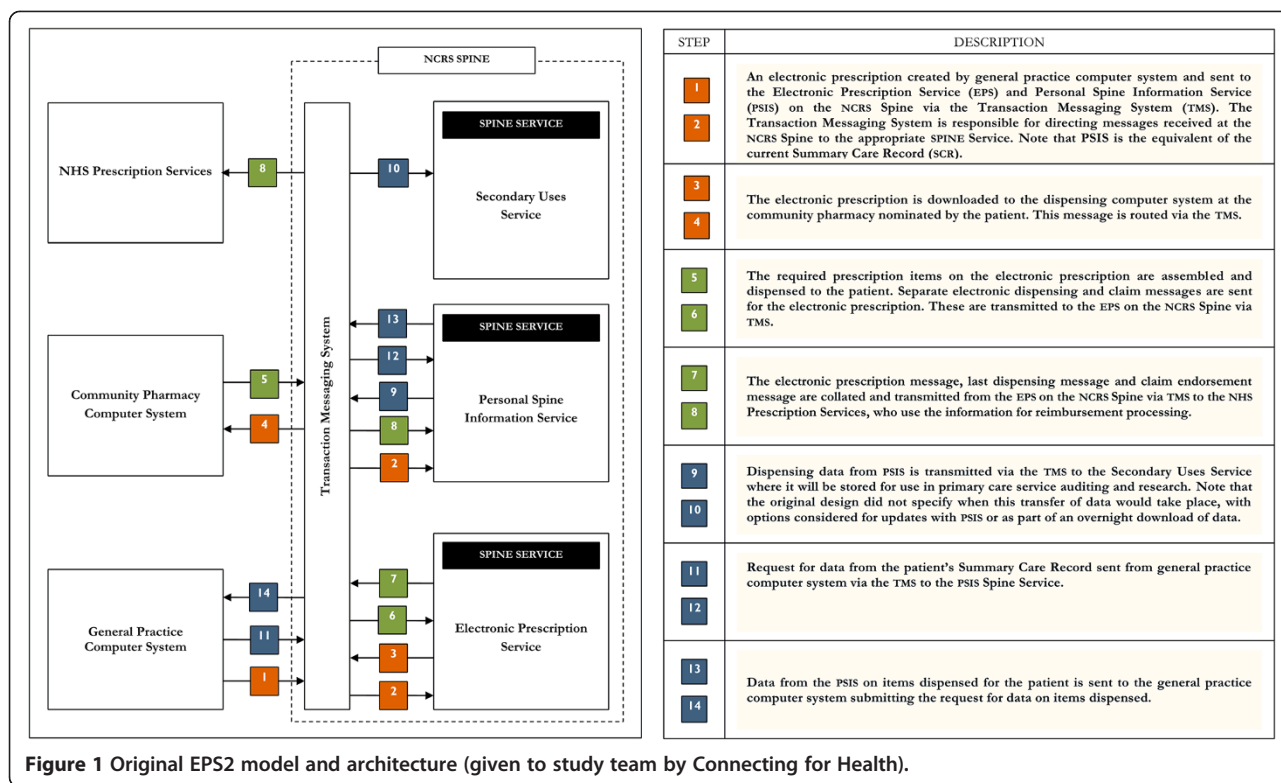 NCRS SPINE
NHS Prescription Services
8
10
SPINE SERVICE
Secondary Uses
Service
Transaction Messaging System
Community Pharmacy
Computer System
5
4
13
12
9
8
2
SPINE SERVICE
Personal Spine
Information Service
General Practice
Computer System
14
11
1
7
6
3
2
SPINE SERVICE
Electronic Prescription
Service
STEP
DESCRIPTION
1
2
An electronic prescription created by general practice computer system and sent to
the Electronic Prescription Service (EPS) and Personal Spine Information Service
(PSIS) on the NCRS Spine via the Transaction Messaging System (TMS). The
Transaction Messaging System is responsible for directing messages received at the
NCRS Spine to the appropriate SPINE Service. Note that PSIS is the equivalent of the
current Summary Care Record (SCR).
3
4
The electronic prescription is downloaded to the dispensing computer system at the
community pharmacy nominated by the patient. This message is routed via the TMS.
5
6
The required prescription items on the electronic prescription are assembled and
dispensed to the patient. Separate electronic dispensing and claim messages are sent
for the electronic prescription. These are transmitted to the EPS on the NCRS Spine via
TMS.
7
8
The electronic prescription message, last dispensing message and claim endorsement
message are collated and transmitted from the EPS on the NCRS Spine via TMS to the NHS
Prescription Services, who use the information for reimbursement processing.
9
10
Dispensing data from PSIS is transmitted via the TMS to the Secondary Uses Service
where it will be stored for use in primary care service auditing and research. Note that
the original design did not specify when this transfer of data would take place, with
options considered for updates with PSIS or as part of an overnight download of data.
11
12
Request for data from the patient's Summary Care Record sent from general practice
computer system via the TMS to the PSIS Spine Service.
13
14
Data from the PSIS on items dispensed for the patient is sent to the general practice
computer system submitting the request for data on items dispensed.
Figure 1 Original EPS2 model and architecture (given to study team by Connecting for Health).